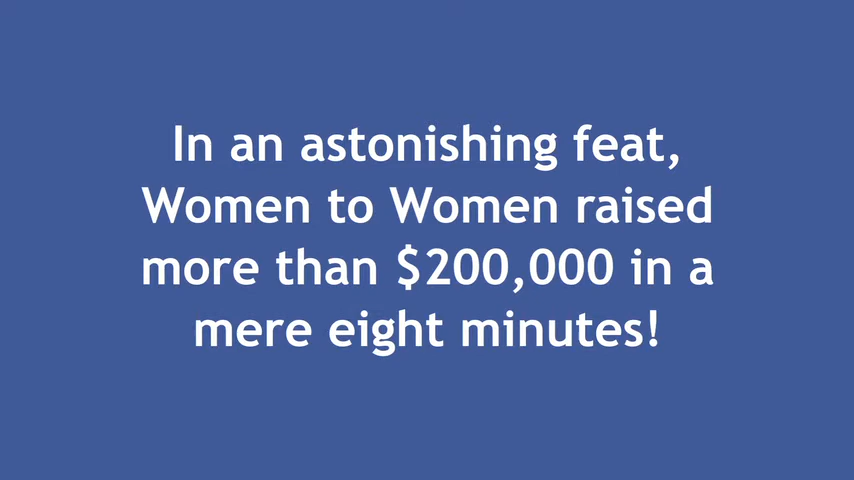 In an astonishing feat,
Women to Women raised
more than $200,000 in a
mere eight minutes!